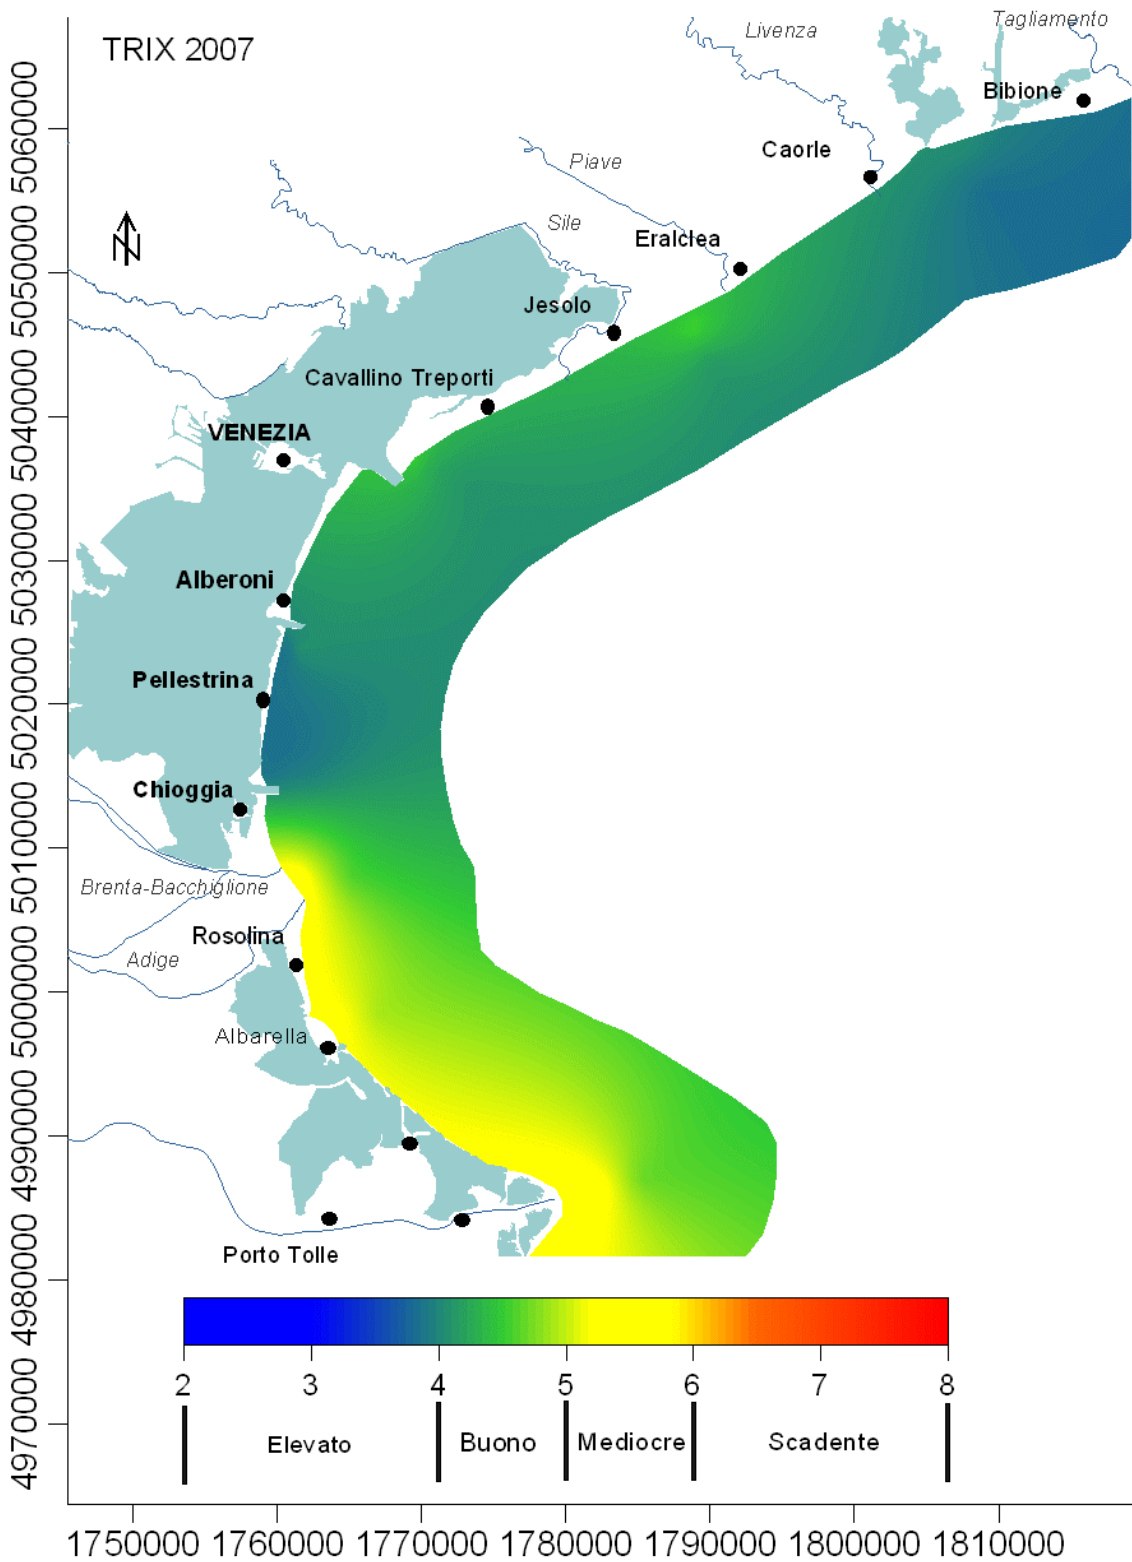 TRIX 2007
Livenza
Tagliamento
Bibione
Caorle
Piave
Sile
Eralclea
Jesolo
Cavallino Treporti
VENEZIA
Alberoni
Pellestrina
Chioggia
Brenta-Bacchiglione
Rosolina
Adige
Albarella
Porto Tolle
N
5060000
5050000
5040000
5030000
5020000
5010000
5000000
4990000
4980000
4970000
2 3 4 5 6 7 8
Elevato Buono Mediocre Scadente
1750000 1760000 1770000 1780000 1790000 1800000 1810000